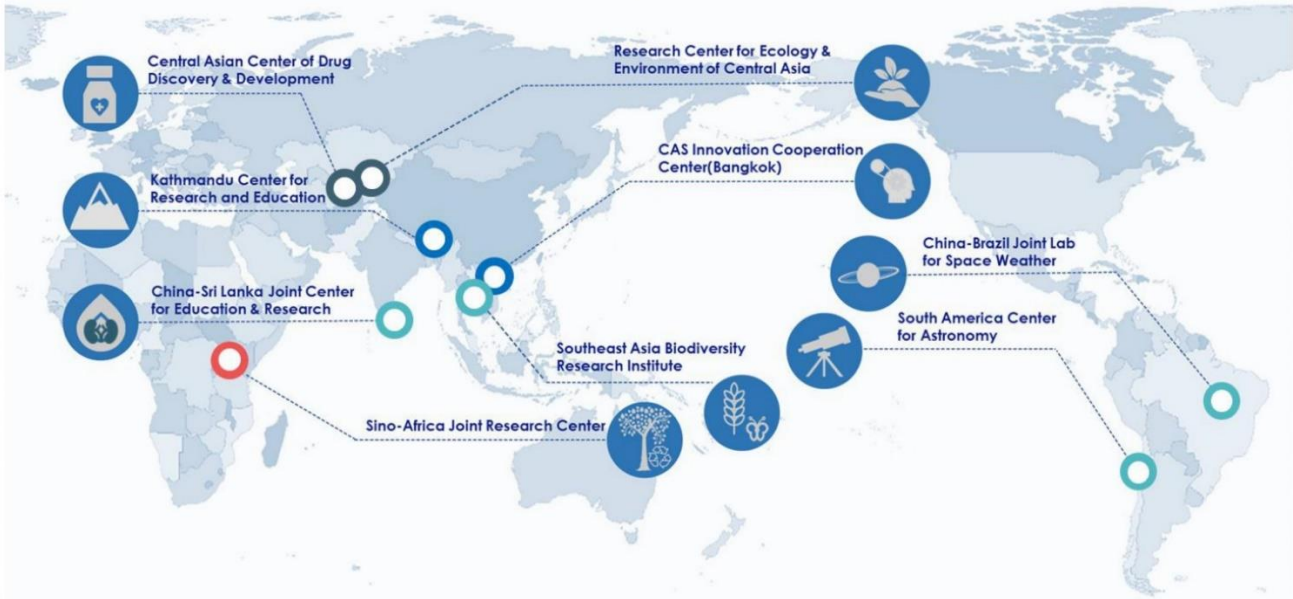 Central Asian Center of Drug
Discovery & Development
Research Center for Ecology &
Environment of Central Asia
CAS Innovation Cooperation
Center(Bangkok)
Kathmandu Center for
Research and Education
China-Brazil Joint Lab
for Space Weather
China-Sri Lanka Joint Center
for Education & Research
South America Center
for Astronomy
Southeast Asia Biodiversity
Research Institute
Sino-Africa Joint Research Center